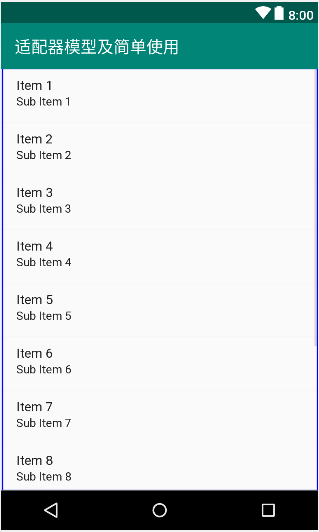 8:00
适配器模型及简单使用
Item 1
Sub Item 1
Item 2
Sub Item 2
Item 3
Sub Item 3
Item 4
Sub Item 4
Item 5
Sub Item 5
Item 6
Sub Item 6
Item 7
Sub Item 7
Item 8
Sub Item 8